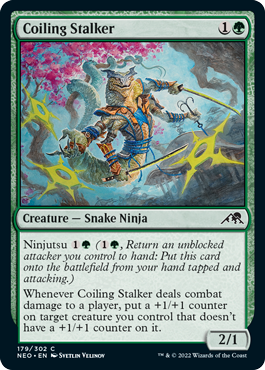 Coiling Stalker 1
Creature — Snake Ninja
Ninjutsu 1 (1, Return an unblocked
attacker you control to hand: Put this card
onto the battlefield from your hand tapped and
attacking.)
Whenever Coiling Stalker deals combat
damage to a player, put a +1/+1 counter
on target creature you control that doesn't
have a +1/+1 counter on it.
2/1
179/302 C
NEO • EN SVETLIN VELINOV
™ & © 2022 Wizards of the Coast